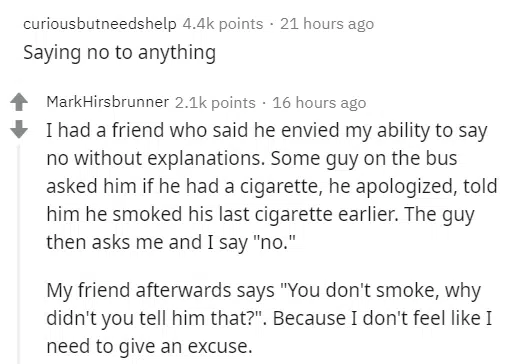 curiousbutneedshelp 4.4k points · 21 hours ago
Saying no to anything
MarkHirsbrunner 2.1k points · 16 hours ago
I had a friend who said he envied my ability to say
no without explanations. Some guy on the bus
asked him if he had a cigarette, he apologized, told
him he smoked his last cigarette earlier. The guy
then asks me and I say "no."
My friend afterwards says "You don't smoke, why
didn't you tell him that?". Because I don't feel like I
need to give an excuse.